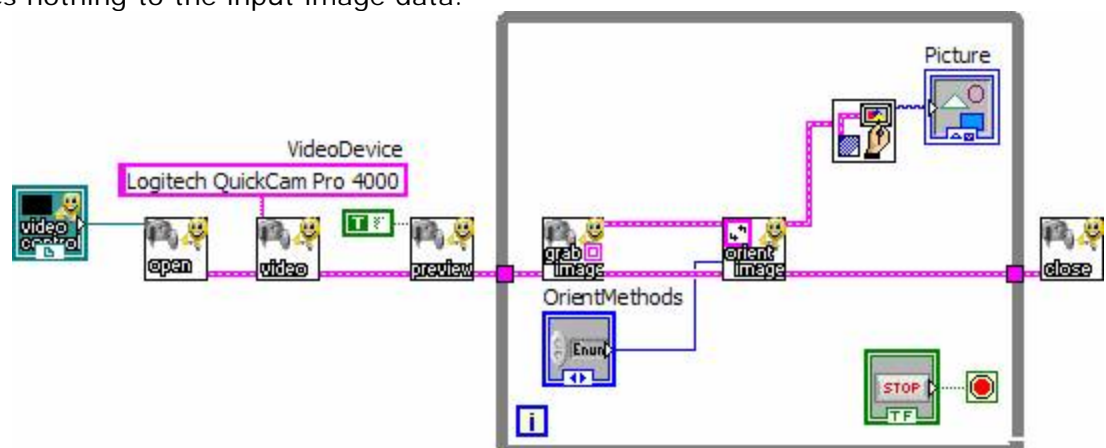 es nothing to the input image data.
Picture
VideoDevice
Logitech QuickCam Pro 4000
video control
open
video
T
preview
grab image
orient image
close
OrientMethods
Enum
STOP
TF
i